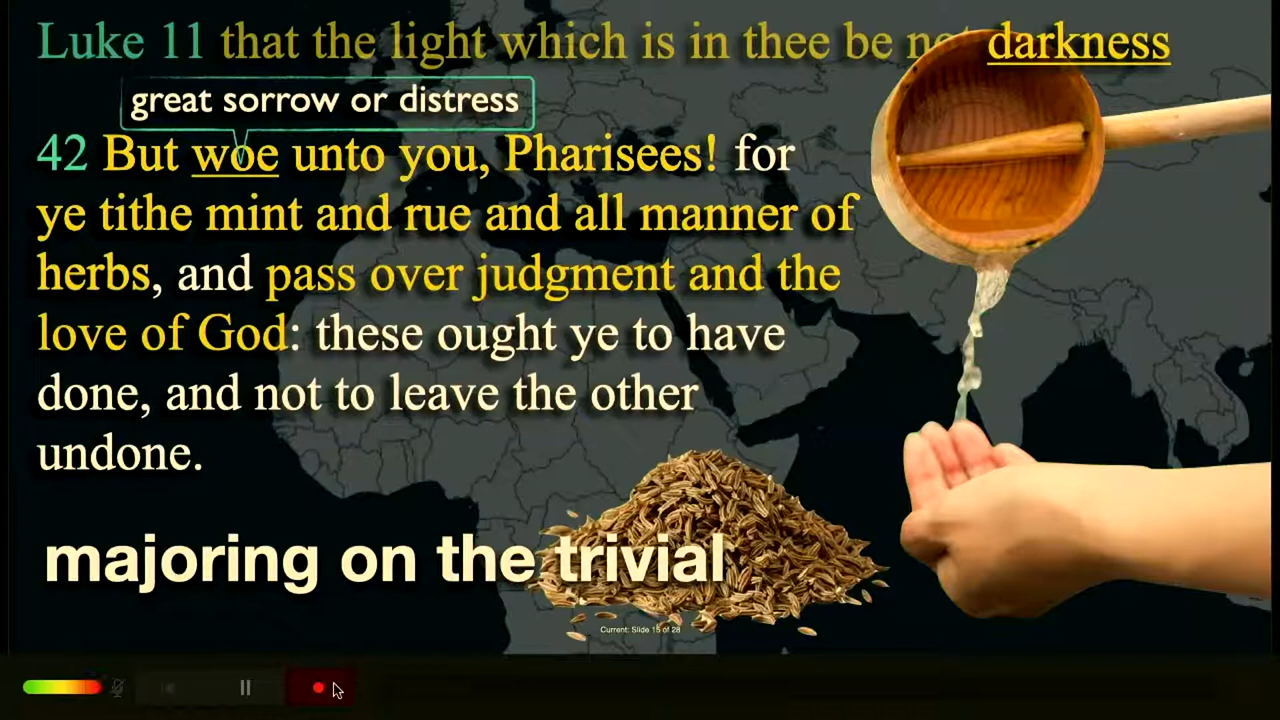 Luke 11 that the light which is in thee be not darkness
great sorrow or distress
42 But woe unto you, Pharisees! for
ye tithe mint and rue and all manner of
herbs, and pass over judgment and the
love of God: these ought ye to have
done, and not to leave the other
undone.
majoring on the trivial
Current: Slide 15 of 28